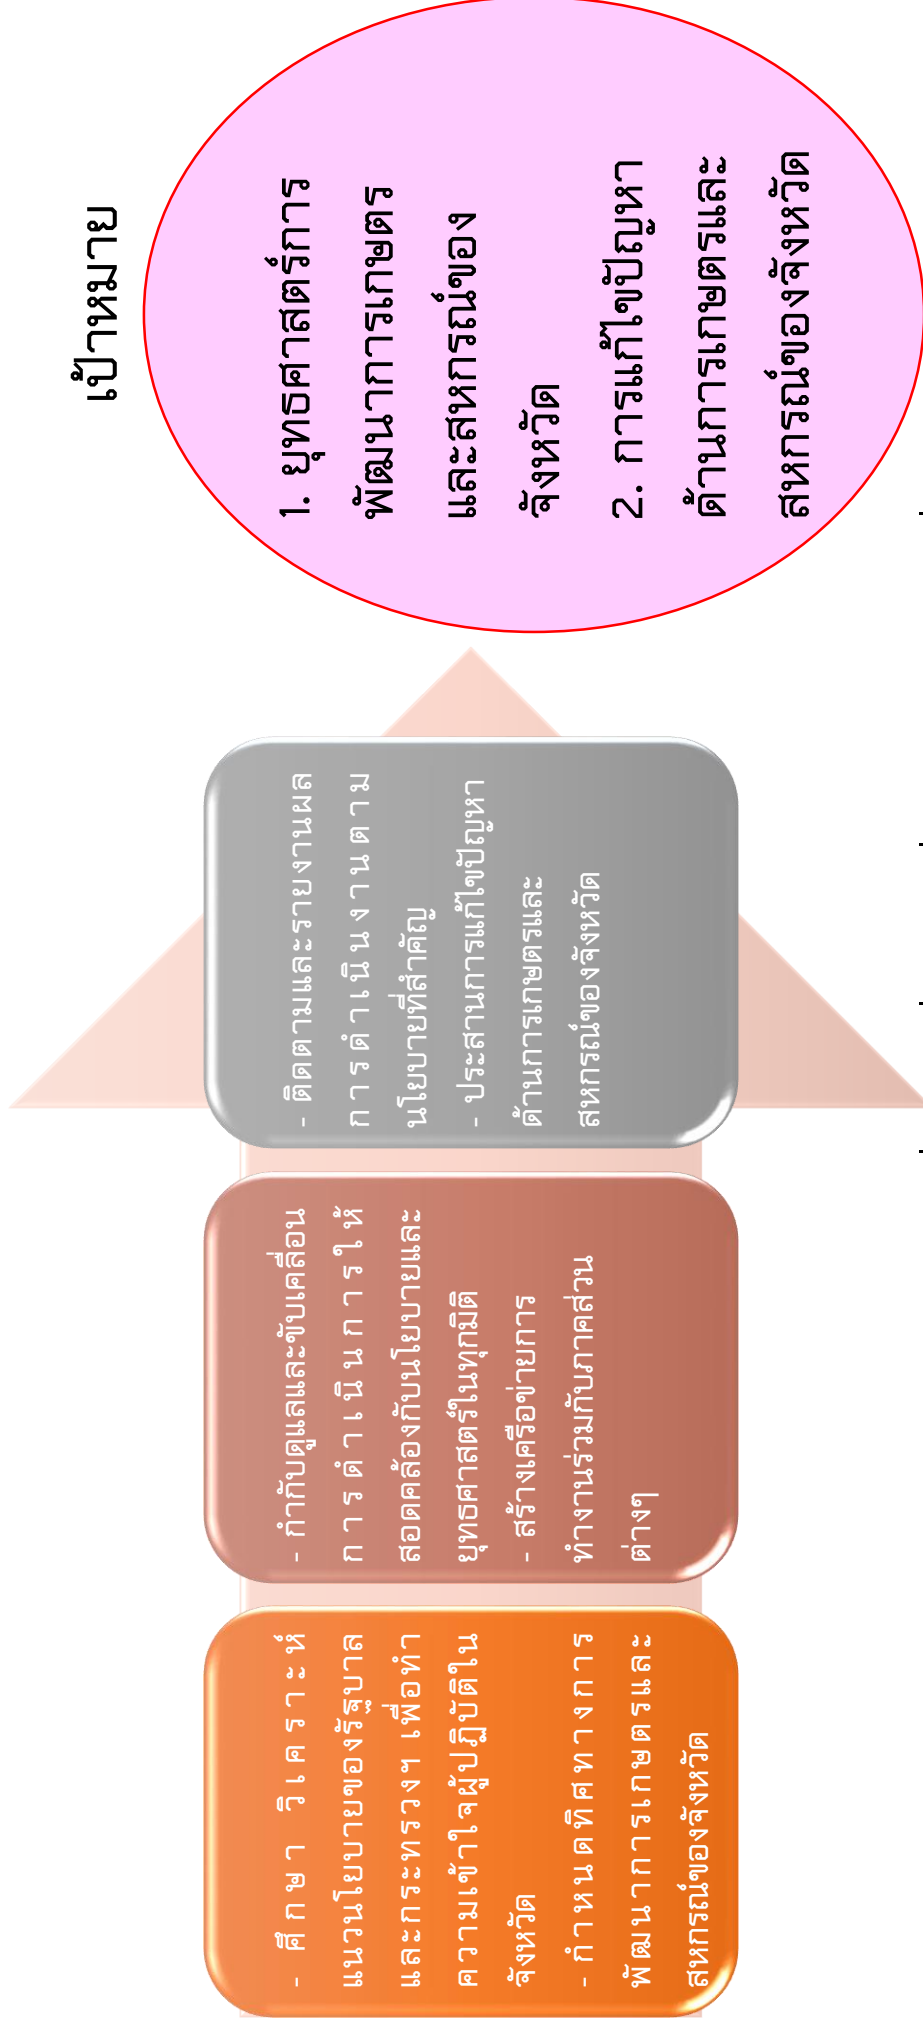 - ศึกษา วิเคราะห์
แนวนโยบายของรัฐบาล
และกระทรวงฯ เพื่อทำ
ความเข้าใจผู้ปฏิบัติใน
จังหวัด
- กำหนดทิศทางการ
พัฒนาการเกษตรและ
สหกรณ์ของจังหวัด
- กำกับดูแลและขับเคลื่อน
การดำเนินการให้
สอดคล้องกับนโยบายและ
ยุทธศาสตร์ในทุกมิติ
- สร้างเครือข่ายการ
ทำงานร่วมกับภาคส่วน
ต่างๆ
- ติดตามและรายงานผล
การดำเนินงานตาม
นโยบายที่สำคัญ
- ประสานการแก้ไขปัญหา
ด้านการเกษตรและ
สหกรณ์ของจังหวัด
เป้าหมาย
1. ยุทธศาสตร์การ
พัฒนาการเกษตร
และสหกรณ์ของ
จังหวัด
2. การแก้ไขปัญหา
ด้านการเกษตรและ
สหกรณ์ของจังหวัด